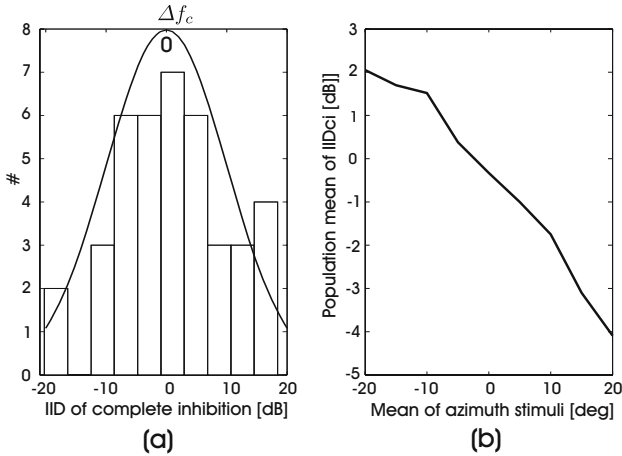 Δf_c
0
8
7
6
5
4
3
2
1
0
#
-20 -10 0 10 20
IID of complete inhibition [dB]
(a)
3
2
1
0
-1
-2
-3
-4
-5
Population mean of IIDci [dB]]
-20 -10 0 10 20
Mean of azimuth stimuli [deg]
(b)